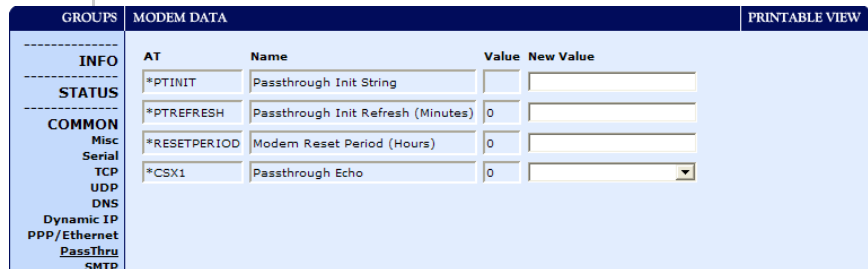 GROUPS MODEM DATA PRINTABLE VIEW
--------------
INFO
--------------
STATUS
--------------
COMMON
Misc
Serial
TCP
UDP
DNS
Dynamic IP
PPP/Ethernet
PassThru
SMTP
AT Name Value New Value
*PTINIT Passthrough Init String
*PTREFRESH Passthrough Init Refresh (Minutes) 0
*RESETPERIOD Modem Reset Period (Hours) 0
*CSX1 Passthrough Echo 0